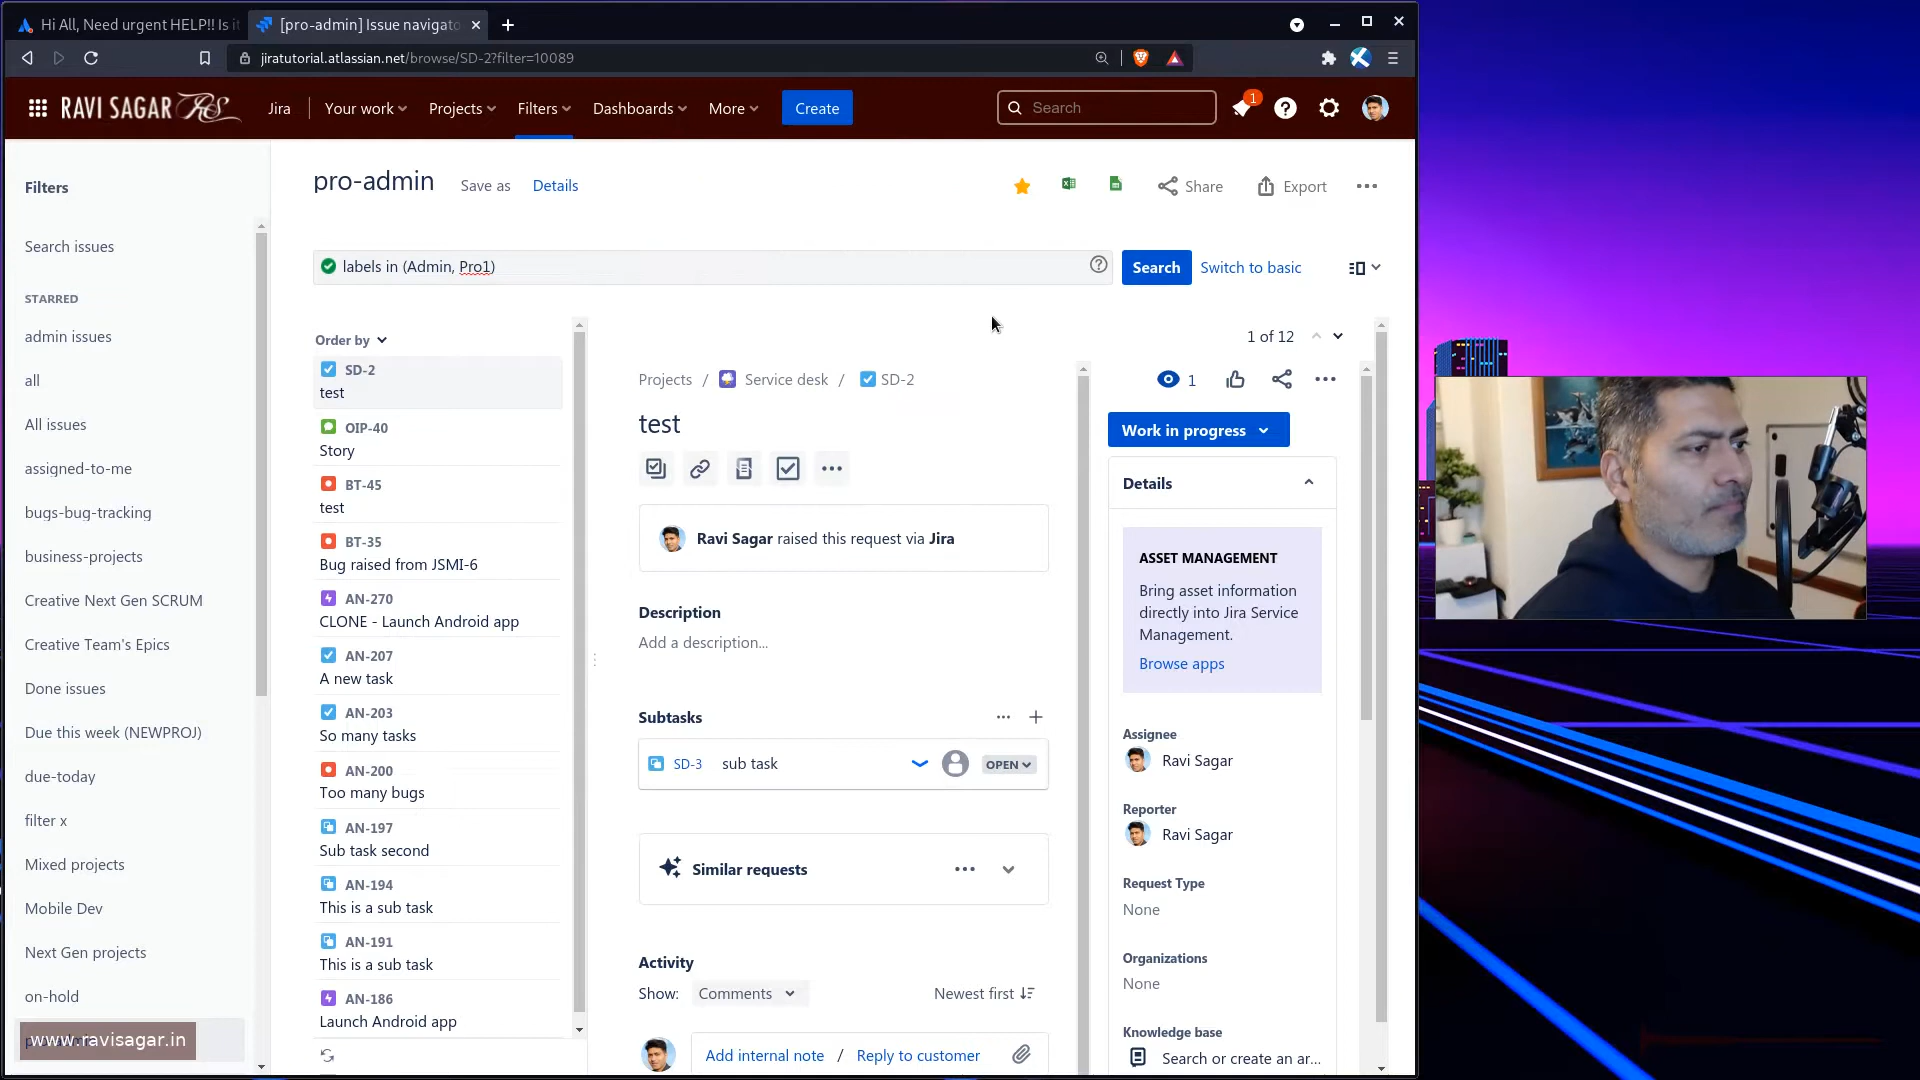 Hi All, Need urgent HELP!! Is it
[pro-admin] Issue navigato
jiratutorial.atlassian.net/browse/SD-2?filter=10089
RAVI SAGAR RS
Jira
Your work
Projects
Filters
Dashboards
More
Create
Search
1
Filters
Search issues
STARRED
admin issues
all
All issues
assigned-to-me
bugs-bug-tracking
business-projects
Creative Next Gen SCRUM
Creative Team's Epics
Done issues
Due this week (NEWPROJ)
due-today
filter x
Mixed projects
Mobile Dev
Next Gen projects
on-hold
www.ravisagar.in
pro-admin
Save as
Details
Share
Export
labels in (Admin, Pro1)
Search
Switch to basic
Order by
SD-2
test
OIP-40
Story
BT-45
test
BT-35
Bug raised from JSMI-6
AN-270
CLONE - Launch Android app
AN-207
A new task
AN-203
So many tasks
AN-200
Too many bugs
AN-197
Sub task second
AN-194
This is a sub task
AN-191
This is a sub task
AN-186
Launch Android app
1 of 12
Projects / Service desk / SD-2
test
Ravi Sagar raised this request via Jira
Description
Add a description...
Subtasks
SD-3 sub task OPEN
Similar requests
Activity
Show: Comments
Newest first
Add internal note / Reply to customer
1
Work in progress
Details
ASSET MANAGEMENT
Bring asset information
directly into Jira Service
Management.
Browse apps
Assignee
Ravi Sagar
Reporter
Ravi Sagar
Request Type
None
Organizations
None
Knowledge base
Search or create an ar...